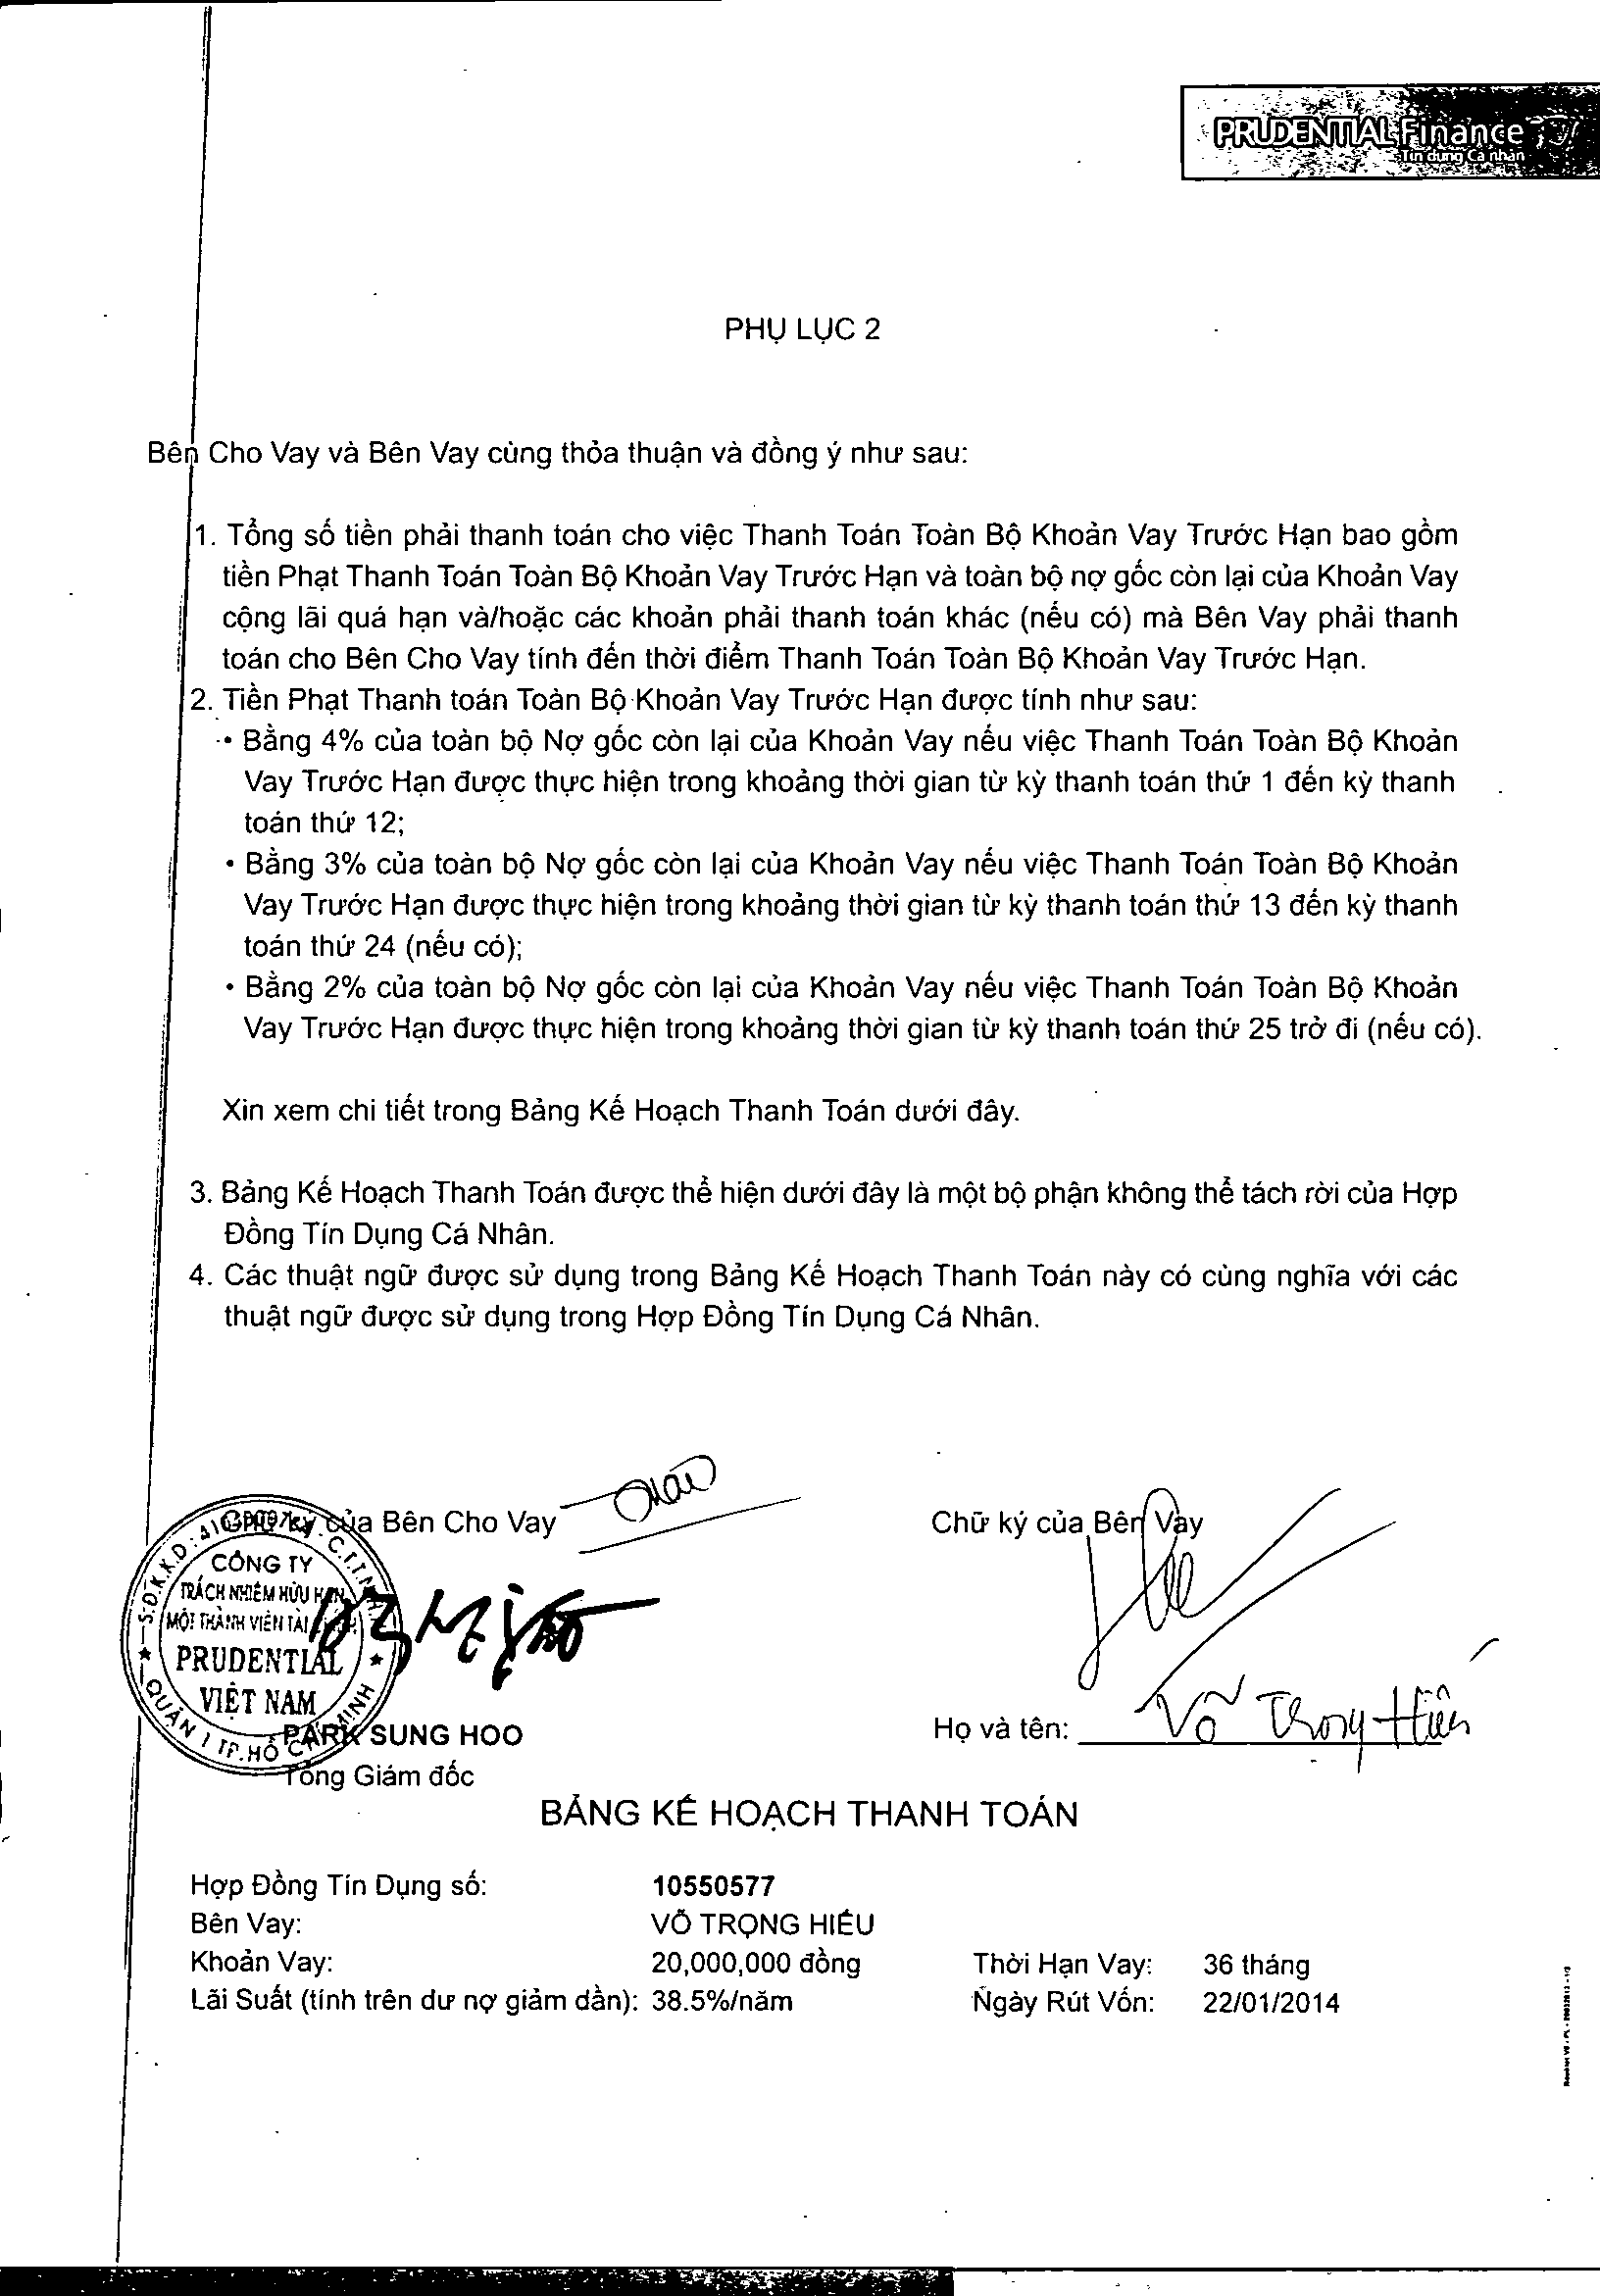 PRUDENTIAL Finance
Tín dụng Cá nhân
PHỤ LỤC 2
Bên Cho Vay và Bên Vay cùng thỏa thuận và đồng ý như sau:
1. Tổng số tiền phải thanh toán cho việc Thanh Toán Toàn Bộ Khoản Vay Trước Hạn bao gồm
tiền Phạt Thanh Toán Toàn Bộ Khoản Vay Trước Hạn và toàn bộ nợ gốc còn lại của Khoản Vay
cộng lãi quá hạn và/hoặc các khoản phải thanh toán khác (nếu có) mà Bên Vay phải thanh
toán cho Bên Cho Vay tính đến thời điểm Thanh Toán Toàn Bộ Khoản Vay Trước Hạn.
2. Tiền Phạt Thanh toán Toàn Bộ Khoản Vay Trước Hạn được tính như sau:
• Bằng 4% của toàn bộ Nợ gốc còn lại của Khoản Vay nếu việc Thanh Toán Toàn Bộ Khoản
Vay Trước Hạn được thực hiện trong khoảng thời gian từ kỳ thanh toán thứ 1 đến kỳ thanh
toán thứ 12;
• Bằng 3% của toàn bộ Nợ gốc còn lại của Khoản Vay nếu việc Thanh Toán Toàn Bộ Khoản
Vay Trước Hạn được thực hiện trong khoảng thời gian từ kỳ thanh toán thứ 13 đến kỳ thanh
toán thứ 24 (nếu có);
• Bằng 2% của toàn bộ Nợ gốc còn lại của Khoản Vay nếu việc Thanh Toán Toàn Bộ Khoản
Vay Trước Hạn được thực hiện trong khoảng thời gian từ kỳ thanh toán thứ 25 trở đi (nếu có).
Xin xem chi tiết trong Bảng Kế Hoạch Thanh Toán dưới đây.
3. Bảng Kế Hoạch Thanh Toán được thể hiện dưới đây là một bộ phận không thể tách rời của Hợp
Đồng Tín Dụng Cá Nhân.
4. Các thuật ngữ được sử dụng trong Bảng Kế Hoạch Thanh Toán này có cùng nghĩa với các
thuật ngữ được sử dụng trong Hợp Đồng Tín Dụng Cá Nhân.
của Bên Cho Vay
Chữ ký của Bên Vay
CÔNG TY
TRÁCH NHIỆM HỮU HẠN
MỘT THÀNH VIÊN TÀI
PRUDENTIAL
VIỆT NAM
QUẬN 1 TP.HỒ CHÍ MINH
PARK SUNG HOO
Tổng Giám đốc
Họ và tên: Võ Trọng Hiếu
BẢNG KẾ HOẠCH THANH TOÁN
Hợp Đồng Tín Dụng số: 10550577
Bên Vay: VÕ TRỌNG HIẾU
Khoản Vay: 20,000,000 đồng Thời Hạn Vay: 36 tháng
Lãi Suất (tính trên dư nợ giảm dần): 38.5%/năm Ngày Rút Vốn: 22/01/2014